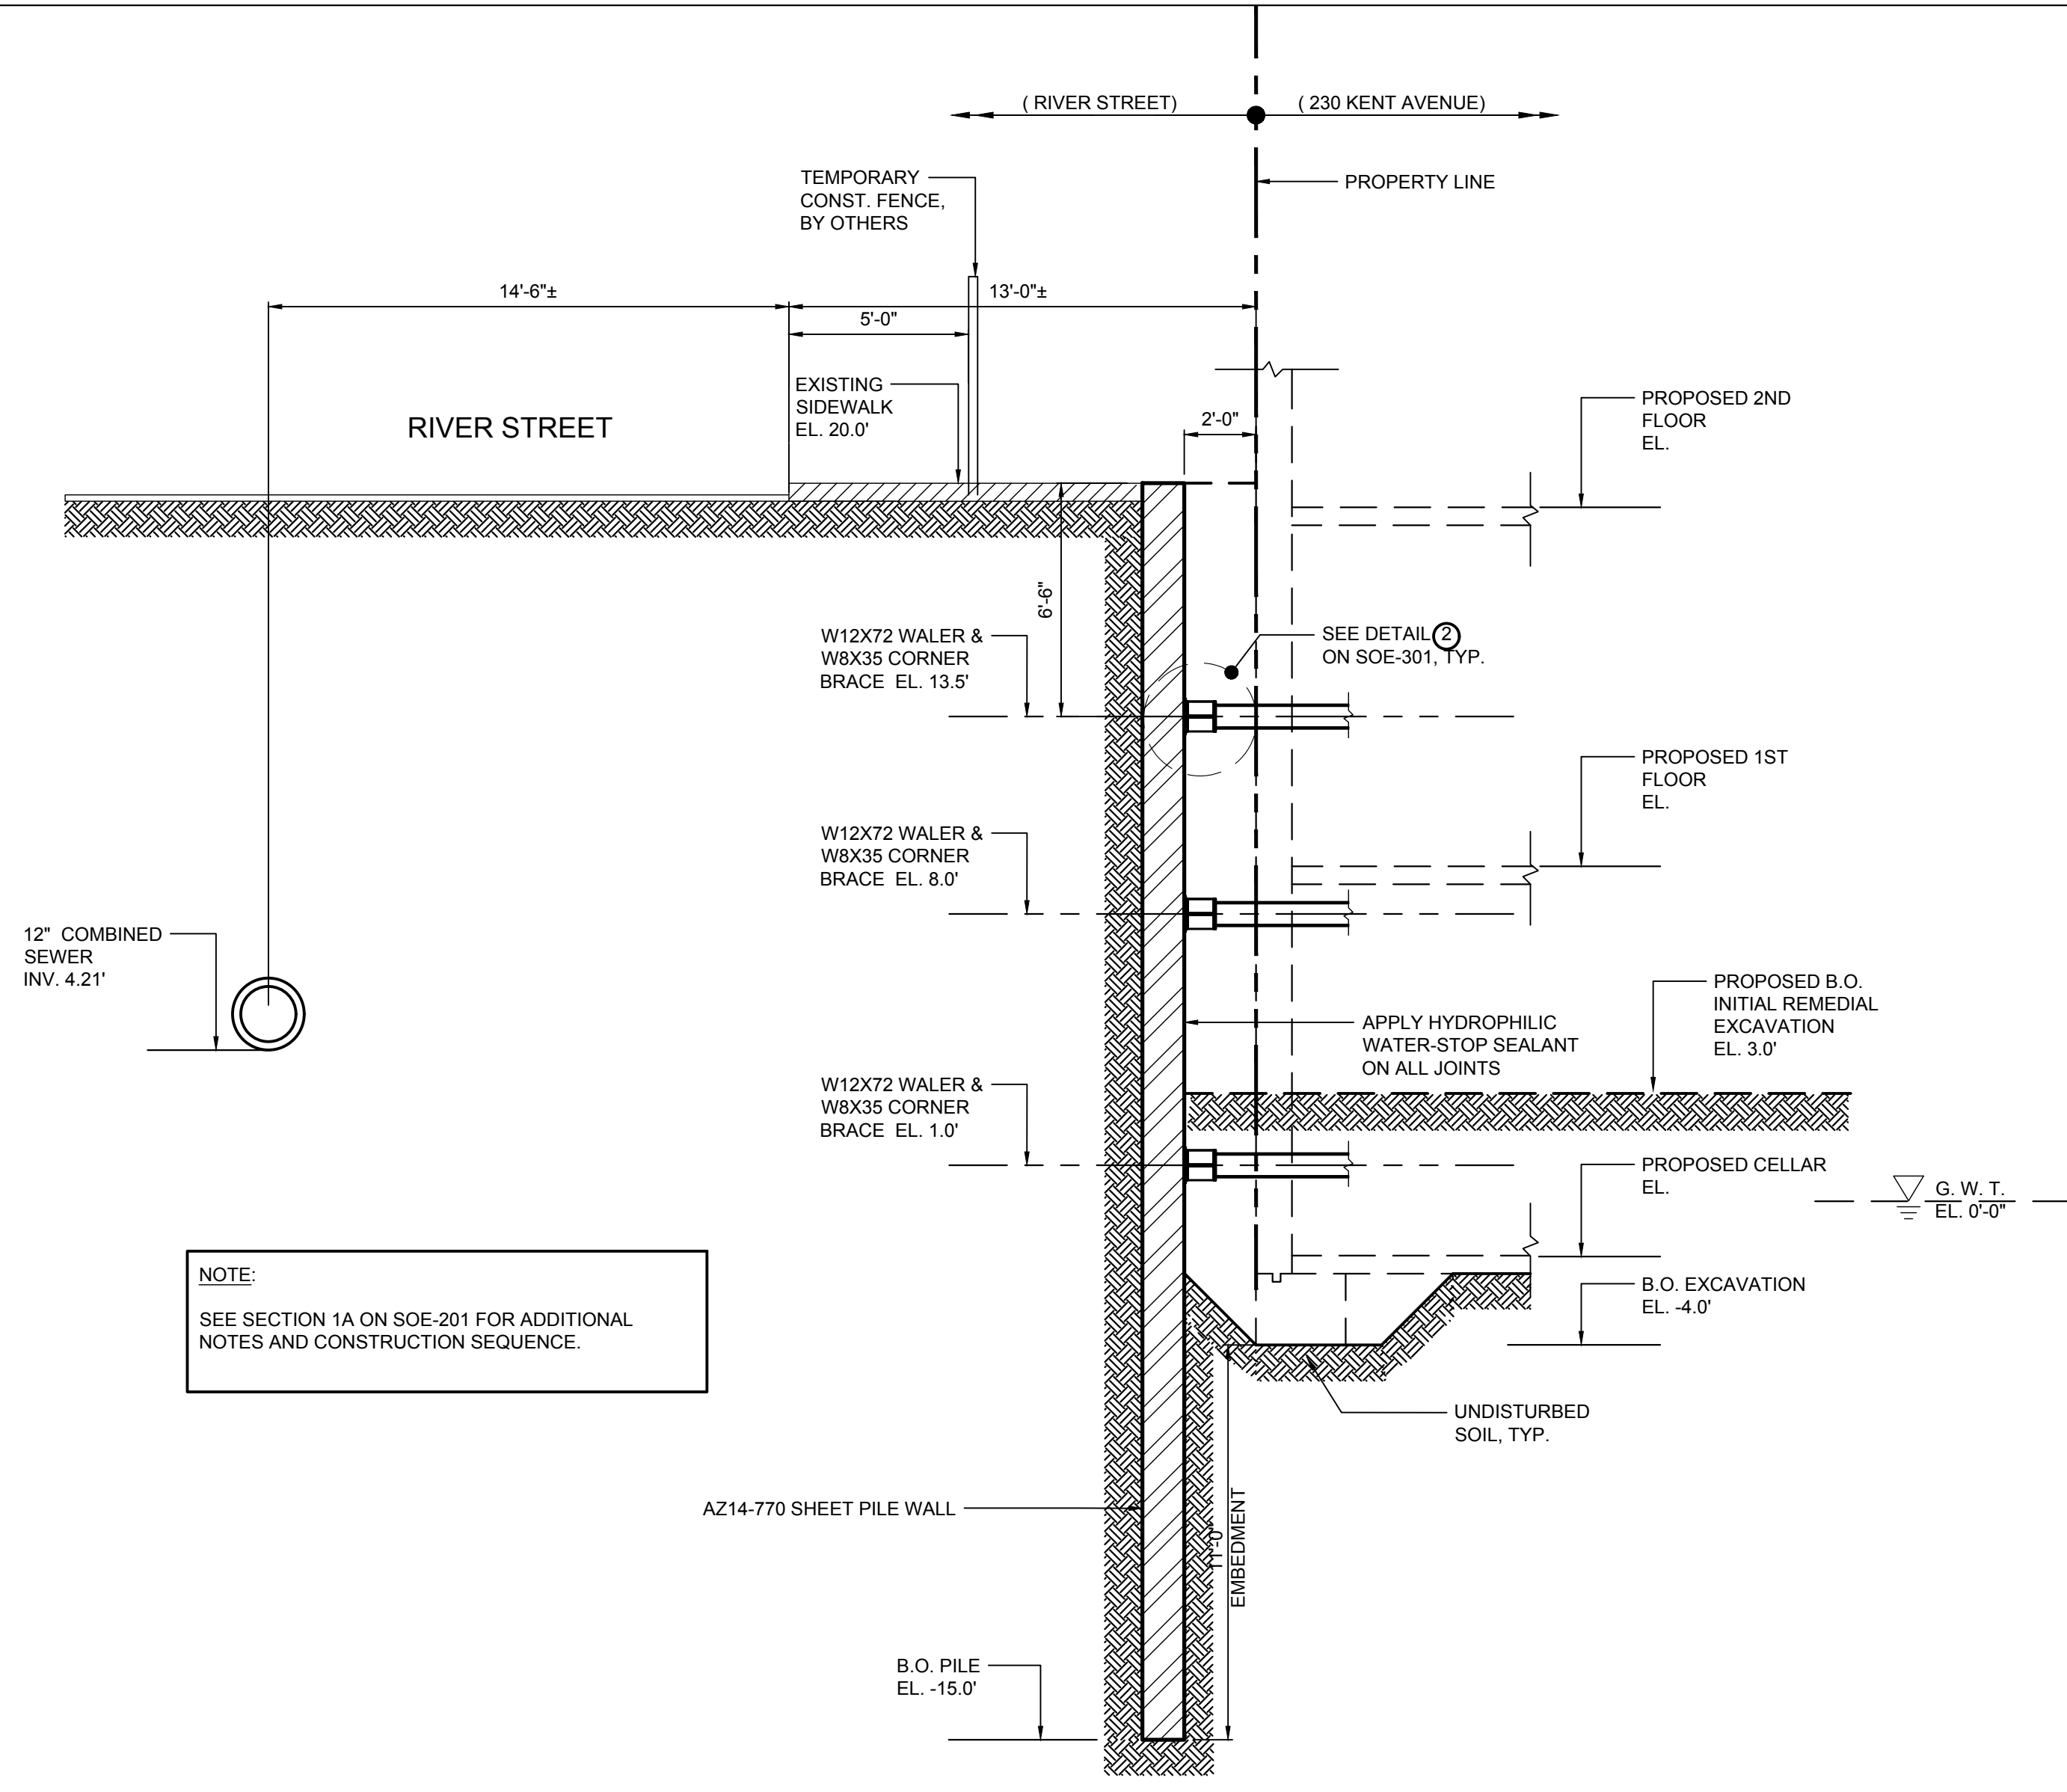 ( RIVER STREET)
( 230 KENT AVENUE)
TEMPORARY
CONST. FENCE,
BY OTHERS
PROPERTY LINE
14'-6"±
13'-0"±
5'-0"
EXISTING
SIDEWALK
EL. 20.0'
RIVER STREET
2'-0"
PROPOSED 2ND
FLOOR
EL.
6'-6"
W12X72 WALER &
W8X35 CORNER
BRACE EL. 13.5'
SEE DETAIL 2
ON SOE-301, TYP.
PROPOSED 1ST
FLOOR
EL.
W12X72 WALER &
W8X35 CORNER
BRACE EL. 8.0'
12" COMBINED
SEWER
INV. 4.21'
PROPOSED B.O.
INITIAL REMEDIAL
EXCAVATION
EL. 3.0'
APPLY HYDROPHILIC
WATER-STOP SEALANT
ON ALL JOINTS
W12X72 WALER &
W8X35 CORNER
BRACE EL. 1.0'
PROPOSED CELLAR
EL.
G. W. T.
EL. 0'-0"
NOTE:
SEE SECTION 1A ON SOE-201 FOR ADDITIONAL
NOTES AND CONSTRUCTION SEQUENCE.
B.O. EXCAVATION
EL. -4.0'
UNDISTURBED
SOIL, TYP.
AZ14-770 SHEET PILE WALL
11'-0"
EMBEDMENT
B.O. PILE
EL. -15.0'